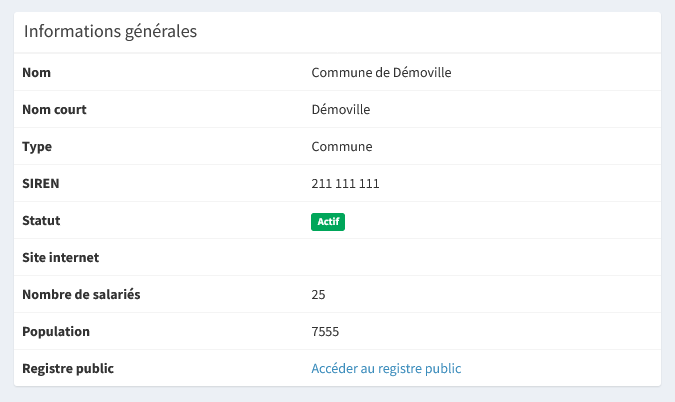 Informations générales
Nom Commune de Démoville
Nom court Démoville
Type Commune
SIREN 211 111 111
Statut Actif
Site internet
Nombre de salariés 25
Population 7555
Registre public Accéder au registre public